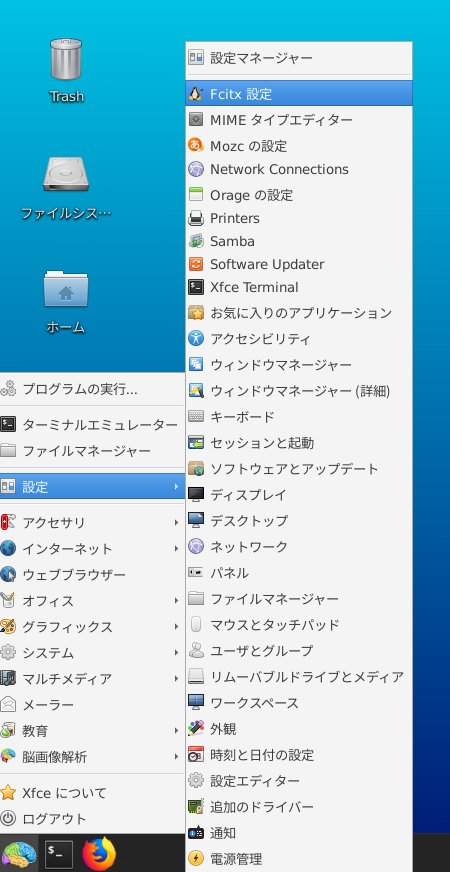 Trash
ファイルシス…
ホーム
プログラムの実行...
ターミナルエミュレーター
ファイルマネージャー
設定
アクセサリ
インターネット
ウェブブラウザー
オフィス
グラフィックス
システム
マルチメディア
メーラー
教育
脳画像解析
Xfce について
ログアウト
設定マネージャー
Fcitx 設定
MIME タイプエディター
Mozc の設定
Network Connections
Orage の設定
Printers
Samba
Software Updater
Xfce Terminal
お気に入りのアプリケーション
アクセシビリティ
ウィンドウマネージャー
ウィンドウマネージャー (詳細)
キーボード
セッションと起動
ソフトウェアとアップデート
ディスプレイ
デスクトップ
ネットワーク
パネル
ファイルマネージャー
マウスとタッチパッド
ユーザとグループ
リムーバブルドライブとメディア
ワークスペース
外観
時刻と日付の設定
設定エディター
追加のドライバー
通知
電源管理